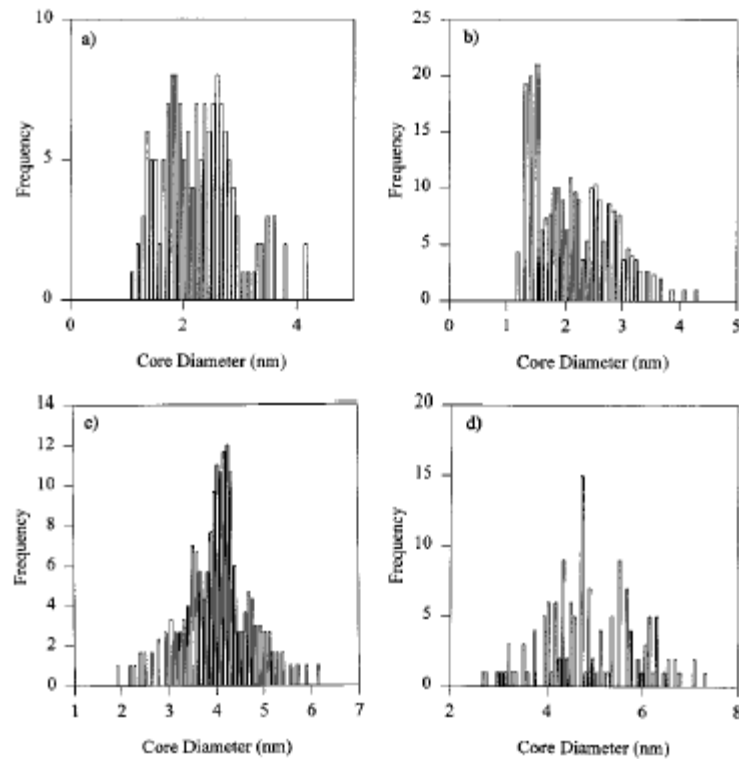 a)
10
5
0
Frequency
0 2 4
Core Diameter (nm)
b)
25
20
15
10
5
0
Frequency
0 1 2 3 4 5
Core Diameter (nm)
c)
14
12
10
8
6
4
2
0
Frequency
1 2 3 4 5 6 7
Core Diameter (nm)
d)
20
15
10
5
0
Frequency
2 4 6 8
Core Diameter (nm)